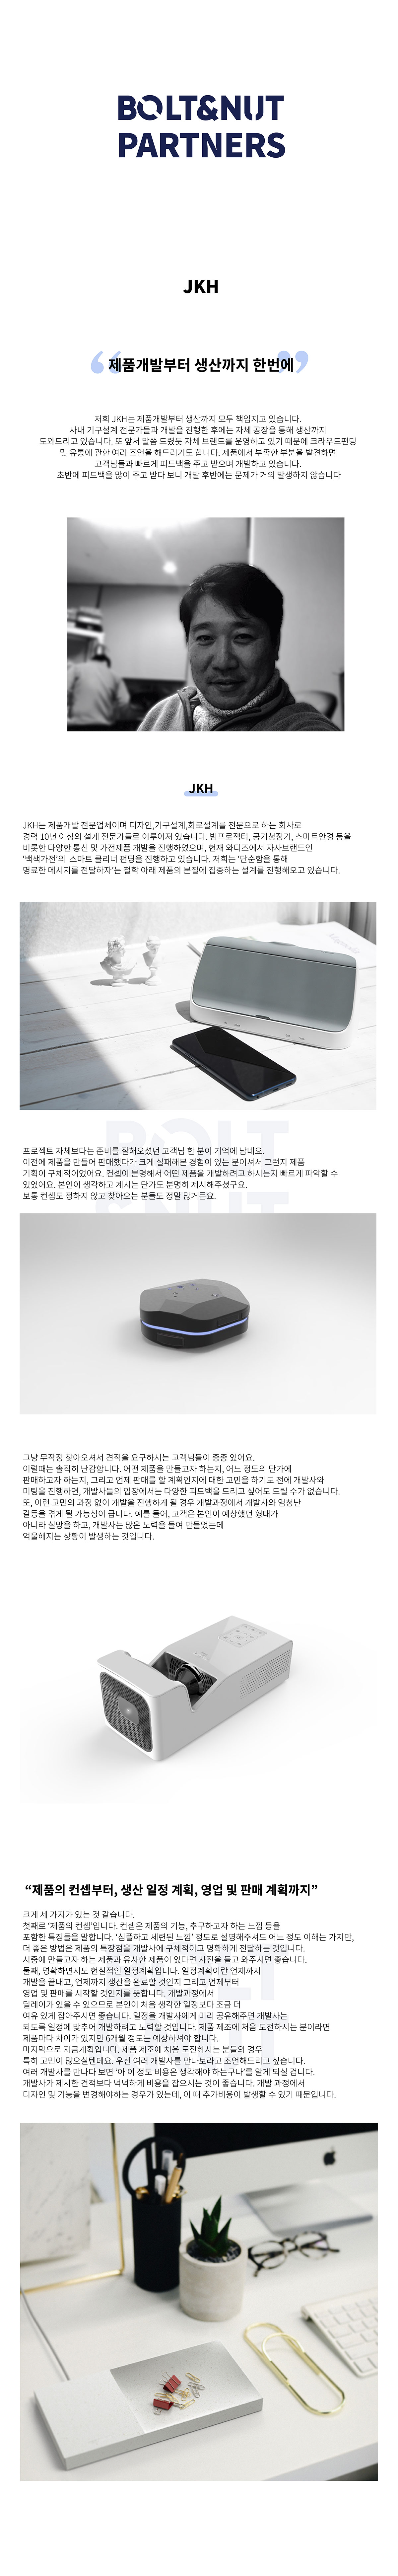 BOLT&NUT
PARTNERS
JKH
“제품개발부터 생산까지 한번에”
저희 JKH는 제품개발부터 생산까지 모두 책임지고 있습니다.
사내 기구설계 전문가들과 개발을 진행한 후에는 자체 공장을 통해 생산까지
도와드리고 있습니다. 또 앞서 말씀 드렸듯 자체 브랜드를 운영하고 있기 때문에 크라우드펀딩
및 유통에 관한 여러 조언을 해드리기도 합니다. 제품에서 부족한 부분을 발견하면
고객님들과 빠르게 피드백을 주고 받으며 개발하고 있습니다.
초반에 피드백을 많이 주고 받다 보니 개발 후반에는 문제가 거의 발생하지 않습니다
JKH
JKH는 제품개발 전문업체이며 디자인,기구설계,회로설계를 전문으로 하는 회사로
경력 10년 이상의 설계 전문가들로 이루어져 있습니다. 빔프로젝터, 공기청정기, 스마트안경 등을
비롯한 다양한 통신 및 가전제품 개발을 진행하였으며, 현재 와디즈에서 자사브랜드인
‘백색가전’의 스마트 클리너 펀딩을 진행하고 있습니다. 저희는 ‘단순함을 통해
명료한 메시지를 전달하자’는 철학 아래 제품의 본질에 집중하는 설계를 진행해오고 있습니다.
BOLT
&NUT
프로젝트 자체보다는 준비를 잘해오셨던 고객님 한 분이 기억에 남네요.
이전에 제품을 만들어 판매했다가 크게 실패해본 경험이 있는 분이셔서 그런지 제품
기획이 구체적이었어요. 컨셉이 분명해서 어떤 제품을 개발하려고 하시는지 빠르게 파악할 수
있었어요. 본인이 생각하고 계시는 단가도 분명히 제시해주셨구요.
보통 컨셉도 정하지 않고 찾아오는 분들도 정말 많거든요.
그냥 무작정 찾아오셔서 견적을 요구하시는 고객님들이 종종 있어요.
이럴때는 솔직히 난감합니다. 어떤 제품을 만들고자 하는지, 어느 정도의 단가에
판매하고자 하는지, 그리고 언제 판매를 할 계획인지에 대한 고민을 하기도 전에 개발사와
미팅을 진행하면, 개발사들의 입장에서는 다양한 피드백을 드리고 싶어도 드릴 수가 없습니다.
또, 이런 고민의 과정 없이 개발을 진행하게 될 경우 개발과정에서 개발사와 엄청난
갈등을 겪게 될 가능성이 큽니다. 예를 들어, 고객은 본인이 예상했던 형태가
아니라 실망을 하고, 개발사는 많은 노력을 들여 만들었는데
억울해지는 상황이 발생하는 것입니다.
“제품의 컨셉부터, 생산 일정 계획, 영업 및 판매 계획까지”
크게 세 가지가 있는 것 같습니다.
첫째로 ‘제품의 컨셉’입니다. 컨셉은 제품의 기능, 추구하고자 하는 느낌 등을
포함한 특징들을 말합니다. ‘심플하고 세련된 느낌’ 정도로 설명해주셔도 어느 정도 이해는 가지만,
더 좋은 방법은 제품의 특장점을 개발사에 구체적이고 명확하게 전달하는 것입니다.
시중에 만들고자 하는 제품과 유사한 제품이 있다면 사진을 들고 와주시면 좋습니다.
둘째, 명확하면서도 현실적인 일정계획입니다. 일정계획이란 언제까지
개발을 끝내고, 언제까지 생산을 완료할 것인지 그리고 언제부터
영업 및 판매를 시작할 것인지를 뜻합니다. 개발과정에서
딜레이가 있을 수 있으므로 본인이 처음 생각한 일정보다 조금 더
여유 있게 잡아주시면 좋습니다. 일정을 개발사에게 미리 공유해주면 개발사는
되도록 일정에 맞추어 개발하려고 노력할 것입니다. 제품 제조에 처음 도전하시는 분이라면
제품마다 차이가 있지만 6개월 정도는 예상하셔야 합니다.
마지막으로 자금계획입니다. 제품 제조에 처음 도전하시는 분들의 경우
특히 고민이 많으실텐데요. 우선 여러 개발사를 만나보라고 조언해드리고 싶습니다.
여러 개발사를 만나다 보면 ‘아 이 정도 비용은 생각해야 하는구나’를 알게 되실 겁니다.
개발사가 제시한 견적보다 넉넉하게 비용을 잡으시는 것이 좋습니다. 개발 과정에서
디자인 및 기능을 변경해야하는 경우가 있는데, 이 때 추가비용이 발생할 수 있기 때문입니다.